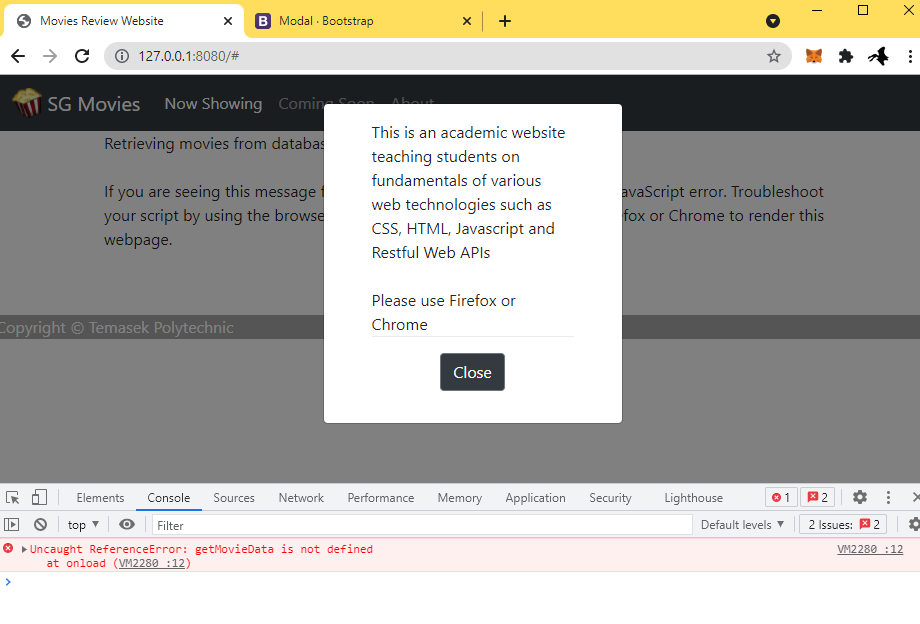 Movies Review Website
Modal · Bootstrap
127.0.0.1:8080/#
SG Movies Now Showing Coming Soon About
Retrieving movies from databas
If you are seeing this message f
avaScript error. Troubleshoot
your script by using the browse
fox or Chrome to render this
webpage.
This is an academic website
teaching students on
fundamentals of various
web technologies such as
CSS, HTML, Javascript and
Restful Web APIs
Please use Firefox or
Chrome
Close
Copyright © Temasek Polytechnic
Elements Console Sources Network Performance Memory Application Security Lighthouse 1 2
top Filter Default levels 2 Issues: 2
Uncaught ReferenceError: getMovieData is not defined VM2280 :12
at onload (VM2280 :12)